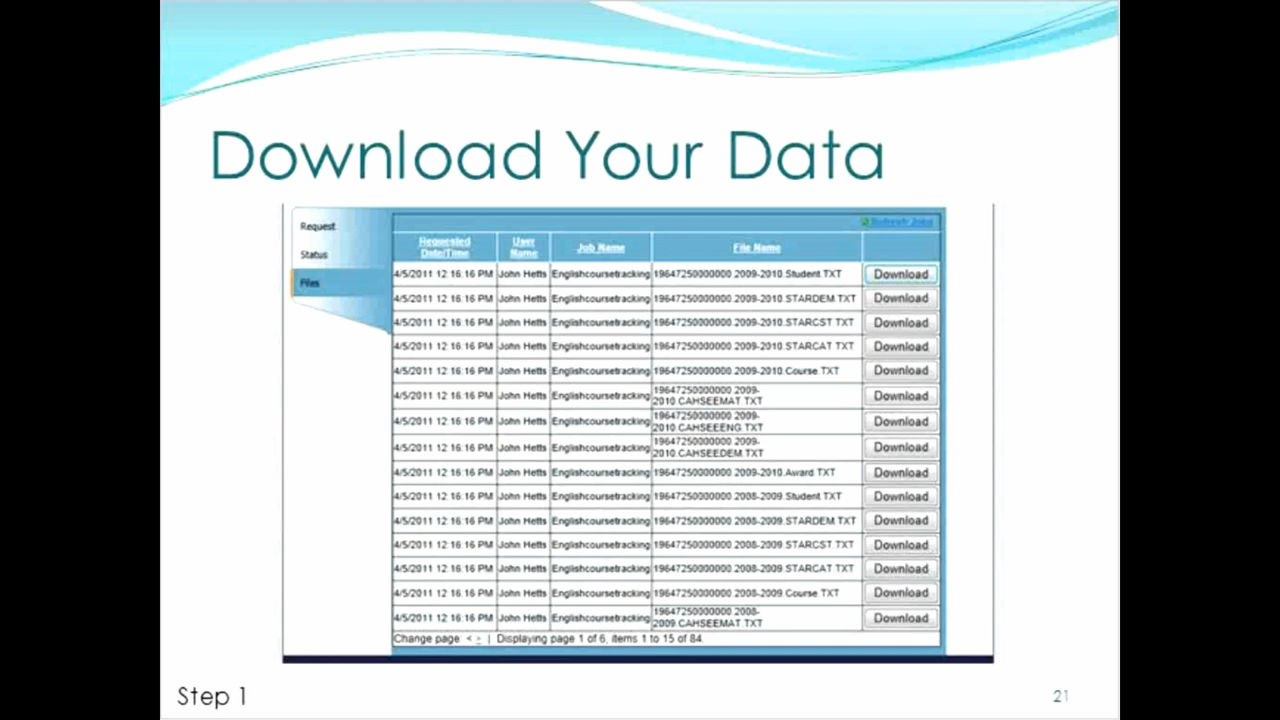 Download Your Data
Request
Status
Files
Refresh Jobs
Requested Date/Time User Name Job Name File Name
4/5/2011 12:16:16 PM John Hetts Englishcoursetracking 19647250000000.2009-2010.Student.TXT Download
4/5/2011 12:16:16 PM John Hetts Englishcoursetracking 19647250000000.2009-2010.STARDEM.TXT Download
4/5/2011 12:16:16 PM John Hetts Englishcoursetracking 19647250000000.2009-2010.STARCST.TXT Download
4/5/2011 12:16:16 PM John Hetts Englishcoursetracking 19647250000000.2009-2010.STARCAT.TXT Download
4/5/2011 12:16:16 PM John Hetts Englishcoursetracking 19647250000000.2009-2010.Course.TXT Download
4/5/2011 12:16:16 PM John Hetts Englishcoursetracking 19647250000000.2009-2010.CAHSEEMAT.TXT Download
4/5/2011 12:16:16 PM John Hetts Englishcoursetracking 19647250000000.2009-2010.CAHSEEENG.TXT Download
4/5/2011 12:16:16 PM John Hetts Englishcoursetracking 19647250000000.2009-2010.CAHSEEDEM.TXT Download
4/5/2011 12:16:16 PM John Hetts Englishcoursetracking 19647250000000.2009-2010.Award.TXT Download
4/5/2011 12:16:16 PM John Hetts Englishcoursetracking 19647250000000.2008-2009.Student.TXT Download
4/5/2011 12:16:16 PM John Hetts Englishcoursetracking 19647250000000.2008-2009.STARDEM.TXT Download
4/5/2011 12:16:16 PM John Hetts Englishcoursetracking 19647250000000.2008-2009.STARCST.TXT Download
4/5/2011 12:16:16 PM John Hetts Englishcoursetracking 19647250000000.2008-2009.STARCAT.TXT Download
4/5/2011 12:16:16 PM John Hetts Englishcoursetracking 19647250000000.2008-2009.Course.TXT Download
4/5/2011 12:16:16 PM John Hetts Englishcoursetracking 19647250000000.2008-2009.CAHSEEMAT.TXT Download
Change page: < > | Displaying page 1 of 6, items 1 to 15 of 84.
Step 1
21